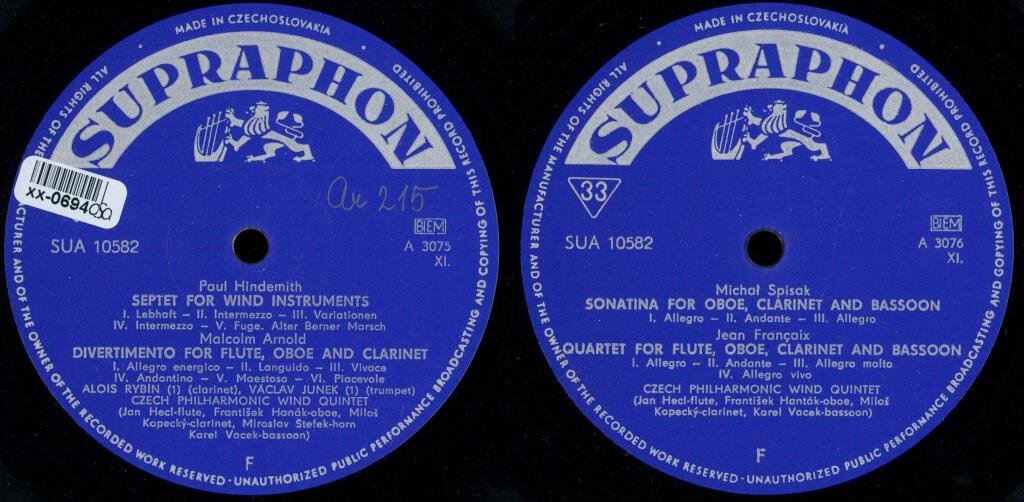 MADE IN CZECHOSLOVAKIA
SUPRAPHON
ALL RIGHTS OF THE MANUFACTURER AND OF THE OWNER OF THE RECORDED WORK RESERVED - UNAUTHORIZED PUBLIC PERFORMANCE BROADCASTING AND COPYING OF THIS RECORD PROHIBITED
xx-0694
Ax 215
BIEM
SUA 10582
A 3075
XI.
Paul Hindemith
SEPTET FOR WIND INSTRUMENTS
I. Lebhaft – II. Intermezzo – III. Variationen
IV. Intermezzo – V. Fuge. Alter Berner Marsch
Malcolm Arnold
DIVERTIMENTO FOR FLUTE, OBOE AND CLARINET
I. Allegro energico – II. Languido – III. Vivace
IV. Andantino – V. Maestoso – VI. Piacevole
ALOIS RYBIN (1) (clarinet), VÁCLAV JUNEK (1) (trumpet)
CZECH PHILHARMONIC WIND QUINTET
(Jan Hecl-flute, František Hanák-oboe, Miloš
Kopecký-clarinet, Miroslav Štefek-horn
Karel Vacek-bassoon)
F
MADE IN CZECHOSLOVAKIA
SUPRAPHON
ALL RIGHTS OF THE MANUFACTURER AND OF THE OWNER OF THE RECORDED WORK RESERVED - UNAUTHORIZED PUBLIC PERFORMANCE BROADCASTING AND COPYING OF THIS RECORD PROHIBITED
33
BIEM
SUA 10582
A 3076
XI.
Michał Spisak
SONATINA FOR OBOE, CLARINET AND BASSOON
I. Allegro – II. Andante – III. Allegro
Jean Françaix
QUARTET FOR FLUTE, OBOE, CLARINET AND BASSOON
I. Allegro – II. Andante – III. Allegro molto
IV. Allegro vivo
CZECH PHILHARMONIC WIND QUINTET
(Jan Hecl-flute, František Hanták-oboe, Miloš
Kopecký-clarinet, Karel Vacek-bassoon)
F